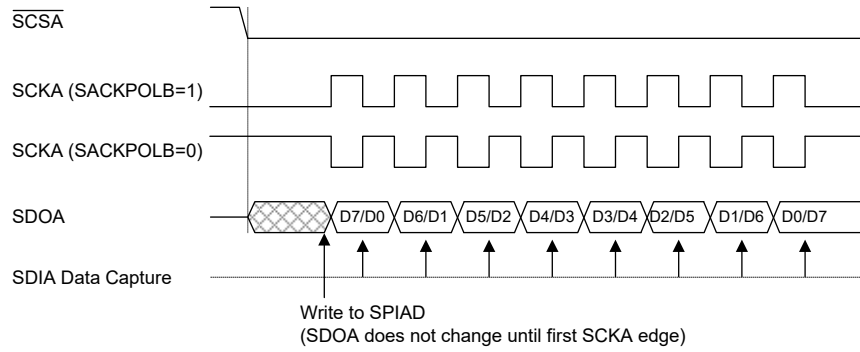 SCSA
SCKA (SACKPOLB=1)
SCKA (SACKPOLB=0)
SDOA
D7/D0 D6/D1 D5/D2 D4/D3 D3/D4 D2/D5 D1/D6 D0/D7
SDIA Data Capture
Write to SPIAD
(SDOA does not change until first SCKA edge)